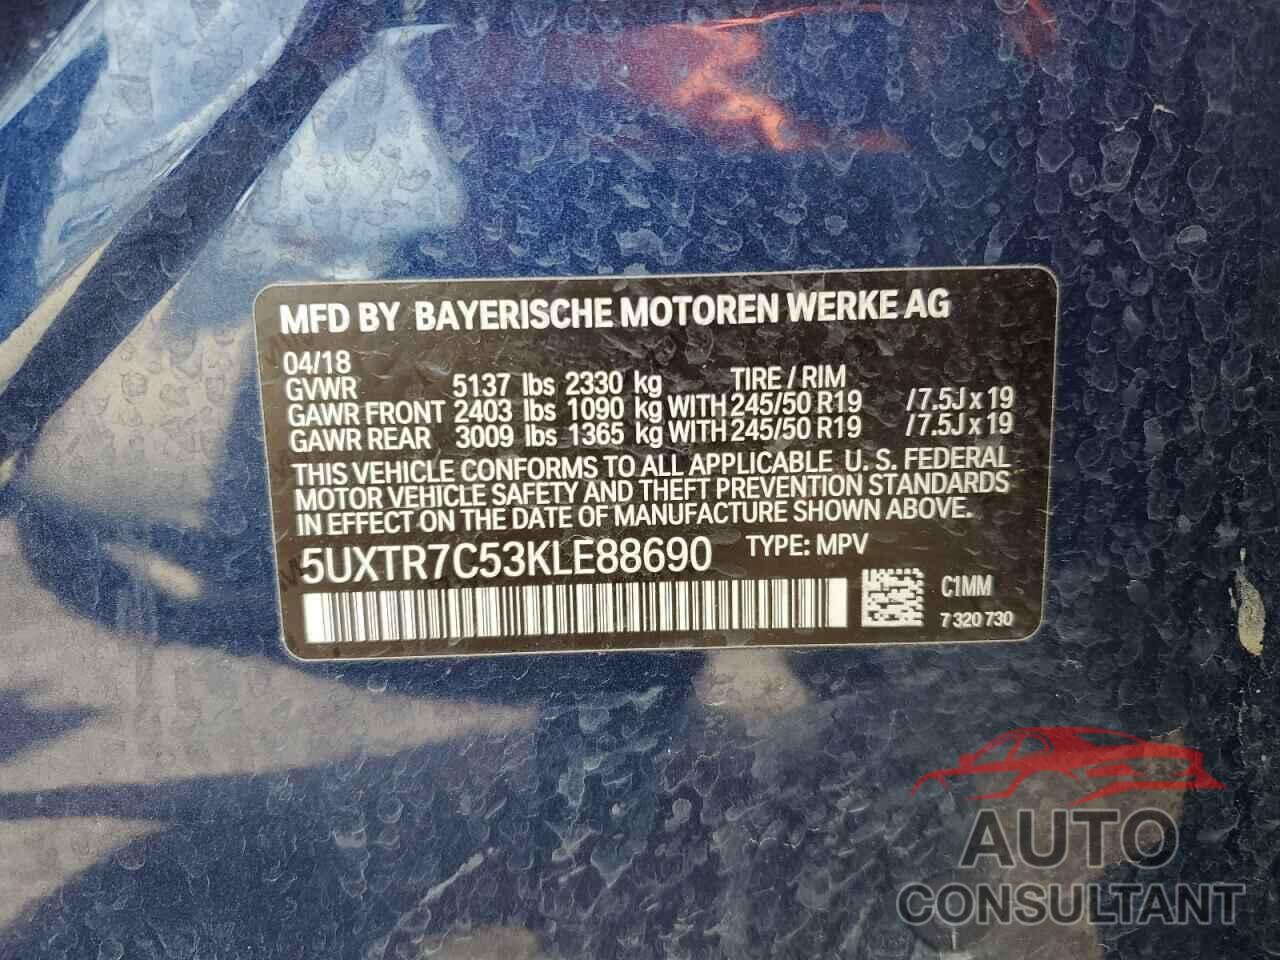 MFD BY BAYERISCHE MOTOREN WERKE AG
04/18
GVWR 5137 lbs 2330 kg TIRE / RIM
GAWR FRONT 2403 lbs 1090 kg WITH 245/50 R19 / 7.5J x 19
GAWR REAR 3009 lbs 1365 kg WITH 245/50 R19 / 7.5J x 19
THIS VEHICLE CONFORMS TO ALL APPLICABLE U. S. FEDERAL
MOTOR VEHICLE SAFETY AND THEFT PREVENTION STANDARDS
IN EFFECT ON THE DATE OF MANUFACTURE SHOWN ABOVE.
5UXTR7C53KLE88690 TYPE: MPV
C1MM
7 320 730
AUTO
CONSULTANT